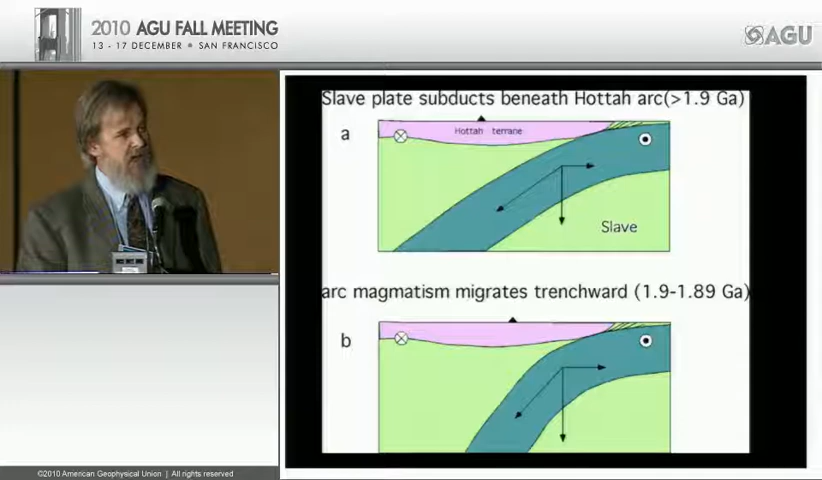 2010 AGU FALL MEETING
13 - 17 DECEMBER SAN FRANCISCO
AGU
Slave plate subducts beneath Hottah arc(>1.9 Ga)
a
Hottah terrane
Slave
arc magmatism migrates trenchward (1.9-1.89 Ga)
b
©2010 American Geophysical Union | All rights reserved